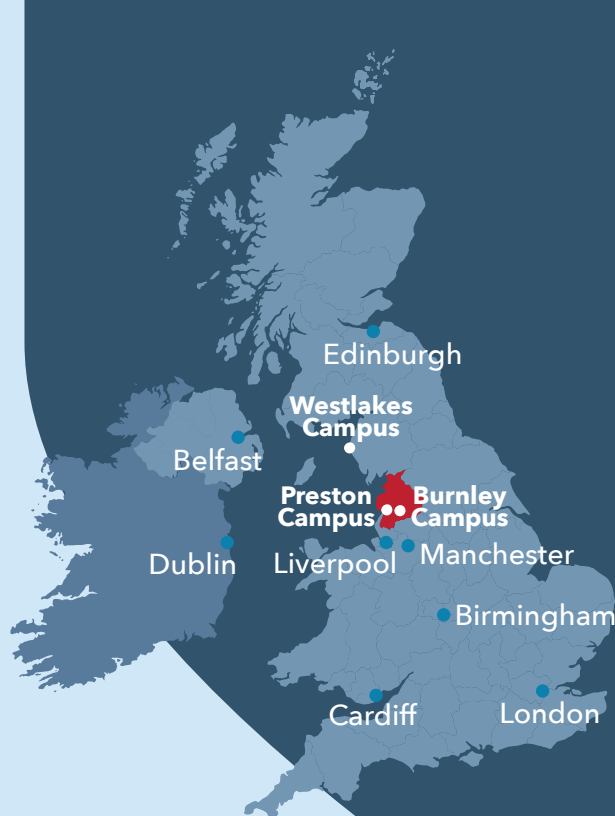 Edinburgh
Westlakes
Campus
Belfast
Preston
Campus
Burnley
Campus
Dublin
Liverpool
Manchester
Birmingham
Cardiff
London